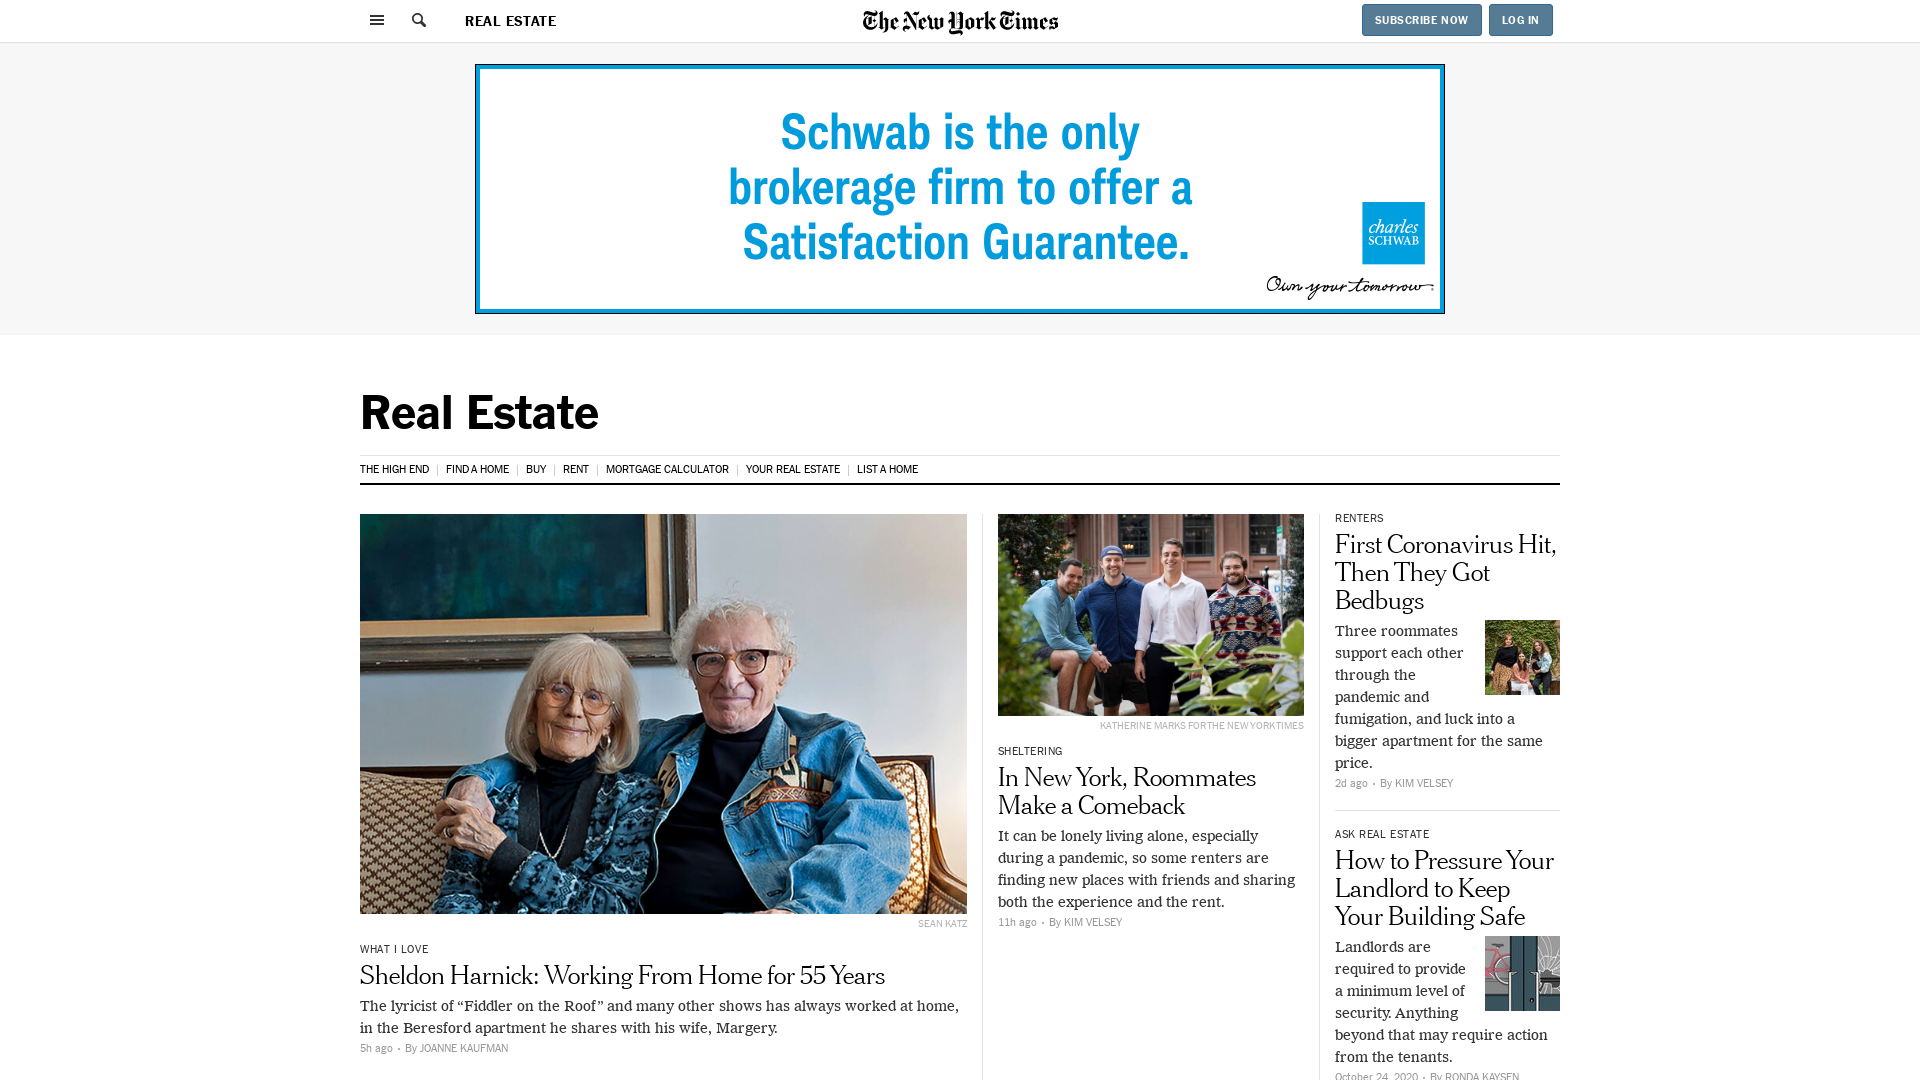 REAL ESTATE
The New York Times
SUBSCRIBE NOW
LOG IN
Schwab is the only
brokerage firm to offer a
Satisfaction Guarantee.
charles
SCHWAB
Own your tomorrow
Real Estate
THE HIGH END
FIND A HOME
BUY
RENT
MORTGAGE CALCULATOR
YOUR REAL ESTATE
LIST A HOME
SEAN KATZ
WHAT I LOVE
Sheldon Harnick: Working From Home for 55 Years
The lyricist of “Fiddler on the Roof” and many other shows has always worked at home,
in the Beresford apartment he shares with his wife, Margery.
5h ago • By JOANNE KAUFMAN
KATHERINE MARKS FOR THE NEW YORK TIMES
SHELTERING
In New York, Roommates
Make a Comeback
It can be lonely living alone, especially
during a pandemic, so some renters are
finding new places with friends and sharing
both the experience and the rent.
11h ago • By KIM VELSEY
RENTERS
First Coronavirus Hit,
Then They Got
Bedbugs
Three roommates
support each other
through the
pandemic and
fumigation, and luck into a
bigger apartment for the same
price.
2d ago • By KIM VELSEY
ASK REAL ESTATE
How to Pressure Your
Landlord to Keep
Your Building Safe
Landlords are
required to provide
a minimum level of
security. Anything
beyond that may require action
from the tenants.
October 24, 2020 • By RONDA KAYSEN